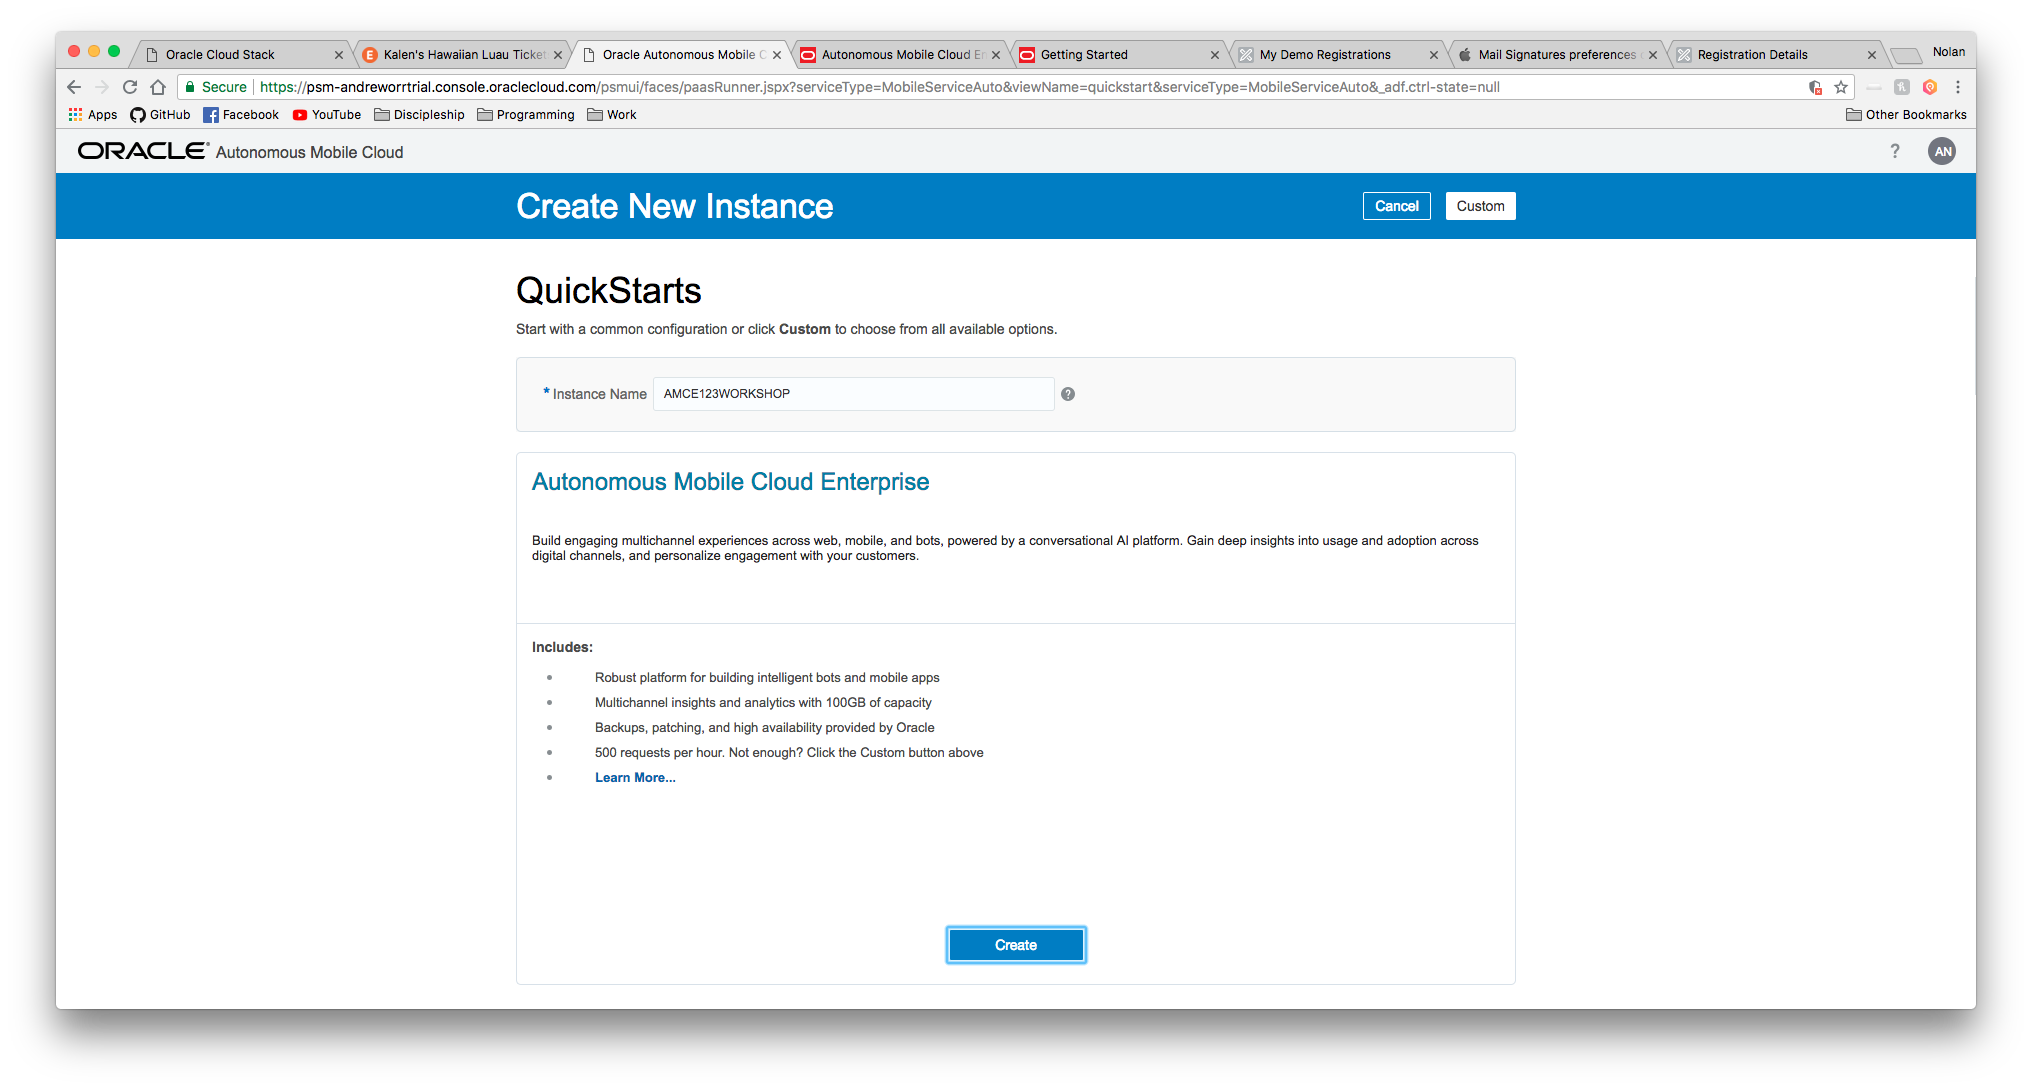 Oracle Cloud Stack
Kalen's Hawaiian Luau Ticket
Oracle Autonomous Mobile C
Autonomous Mobile Cloud En
Getting Started
My Demo Registrations
Mail Signatures preferences
Registration Details
Nolan
Secure
https://psm-andreworrtrial.console.oraclecloud.com/psmui/faces/paasRunner.jspx?serviceType=MobileServiceAuto&viewName=quickstart&serviceType=MobileServiceAuto&_adf.ctrl-state=null
Apps GitHub Facebook YouTube Discipleship Programming Work Other Bookmarks
ORACLE® Autonomous Mobile Cloud ? AN
Create New Instance
Cancel Custom
QuickStarts
Start with a common configuration or click Custom to choose from all available options.
* Instance Name AMCE123WORKSHOP ?
Autonomous Mobile Cloud Enterprise
Build engaging multichannel experiences across web, mobile, and bots, powered by a conversational AI platform. Gain deep insights into usage and adoption across
digital channels, and personalize engagement with your customers.
Includes:
• Robust platform for building intelligent bots and mobile apps
• Multichannel insights and analytics with 100GB of capacity
• Backups, patching, and high availability provided by Oracle
• 500 requests per hour. Not enough? Click the Custom button above
• Learn More...
Create